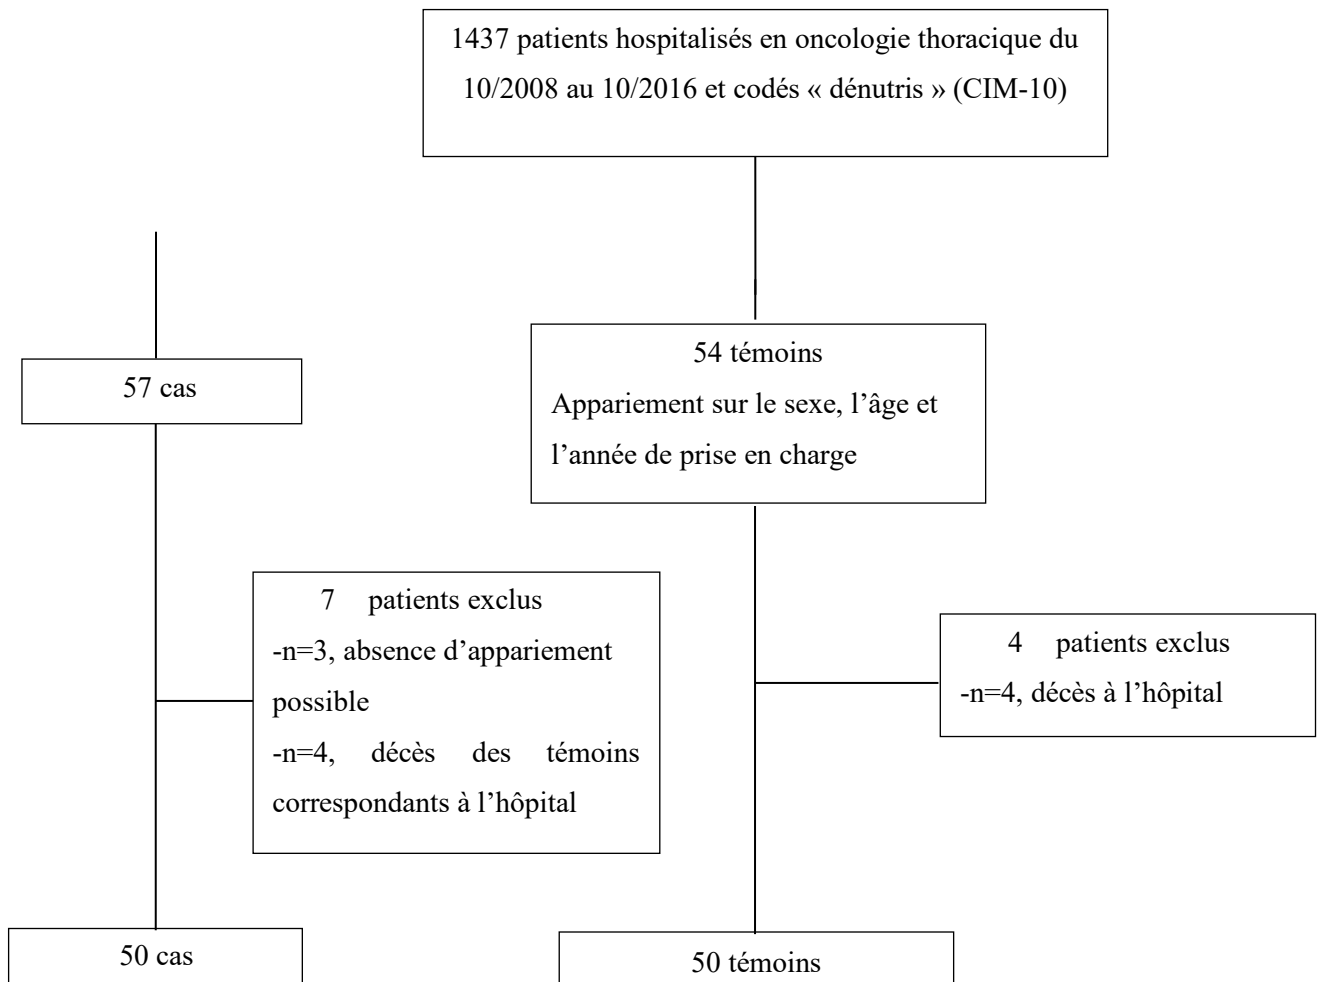 1437 patients hospitalisés en oncologie thoracique du
10/2008 au 10/2016 et codés « dénutris » (CIM-10)
57 cas
54 témoins
Appariement sur le sexe, l’âge et
l’année de prise en charge
7 patients exclus
-n=3, absence d’appariement
possible
-n=4, décès des témoins
correspondants à l’hôpital
4 patients exclus
-n=4, décès à l’hôpital
50 cas
50 témoins